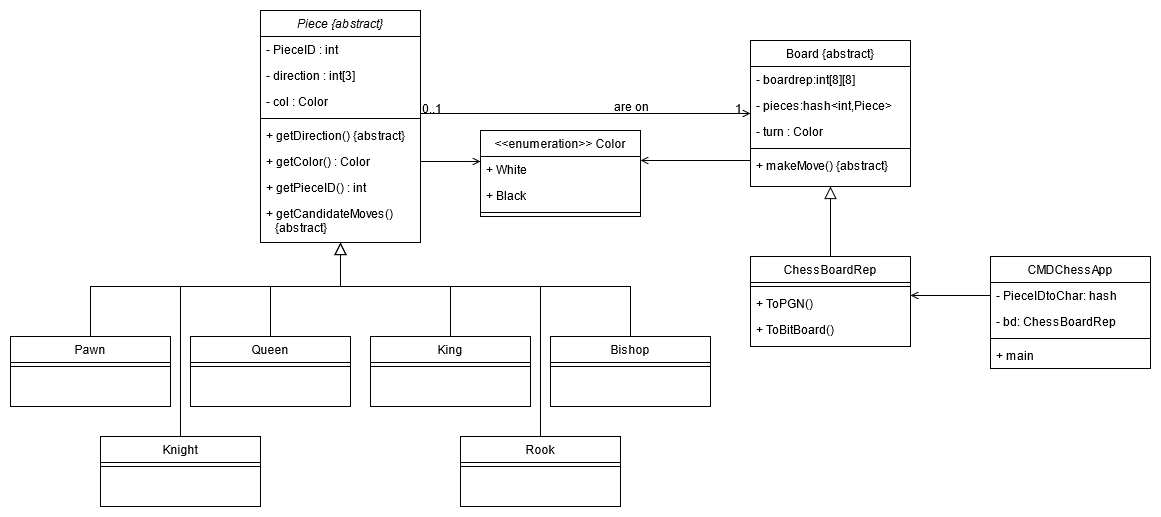 Piece {abstract}
- PieceID : int
- direction : int[3]
- col : Color
+ getDirection() {abstract}
+ getColor() : Color
+ getPieceID() : int
+ getCandidateMoves()
{abstract}
0..1
are on
1
<<enumeration>> Color
+ White
+ Black
Board {abstract}
- boardrep:int[8][8]
- pieces:hash<int,Piece>
- turn : Color
+ makeMove() {abstract}
ChessBoardRep
+ ToPGN()
+ ToBitBoard()
CMDChessApp
- PieceIDtoChar: hash
- bd: ChessBoardRep
+ main
Pawn
Queen
King
Bishop
Knight
Rook